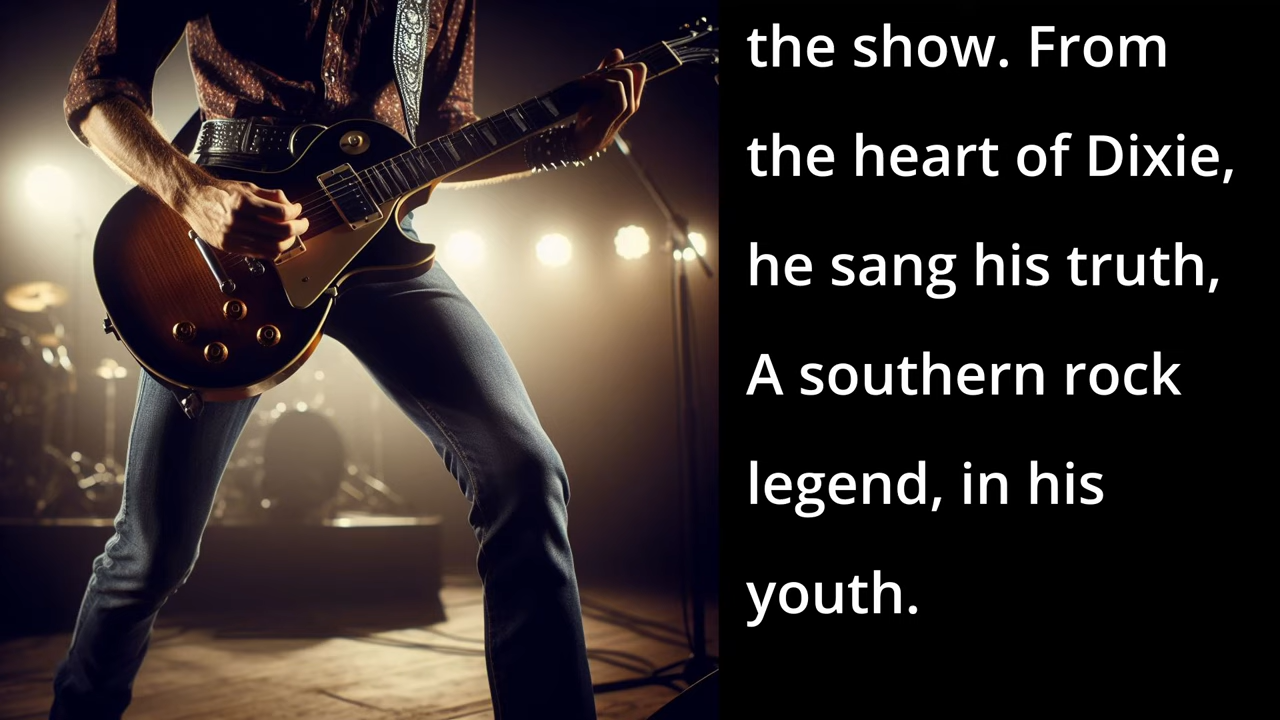 the show. From
the heart of Dixie,
he sang his truth,
A southern rock
legend, in his
youth.